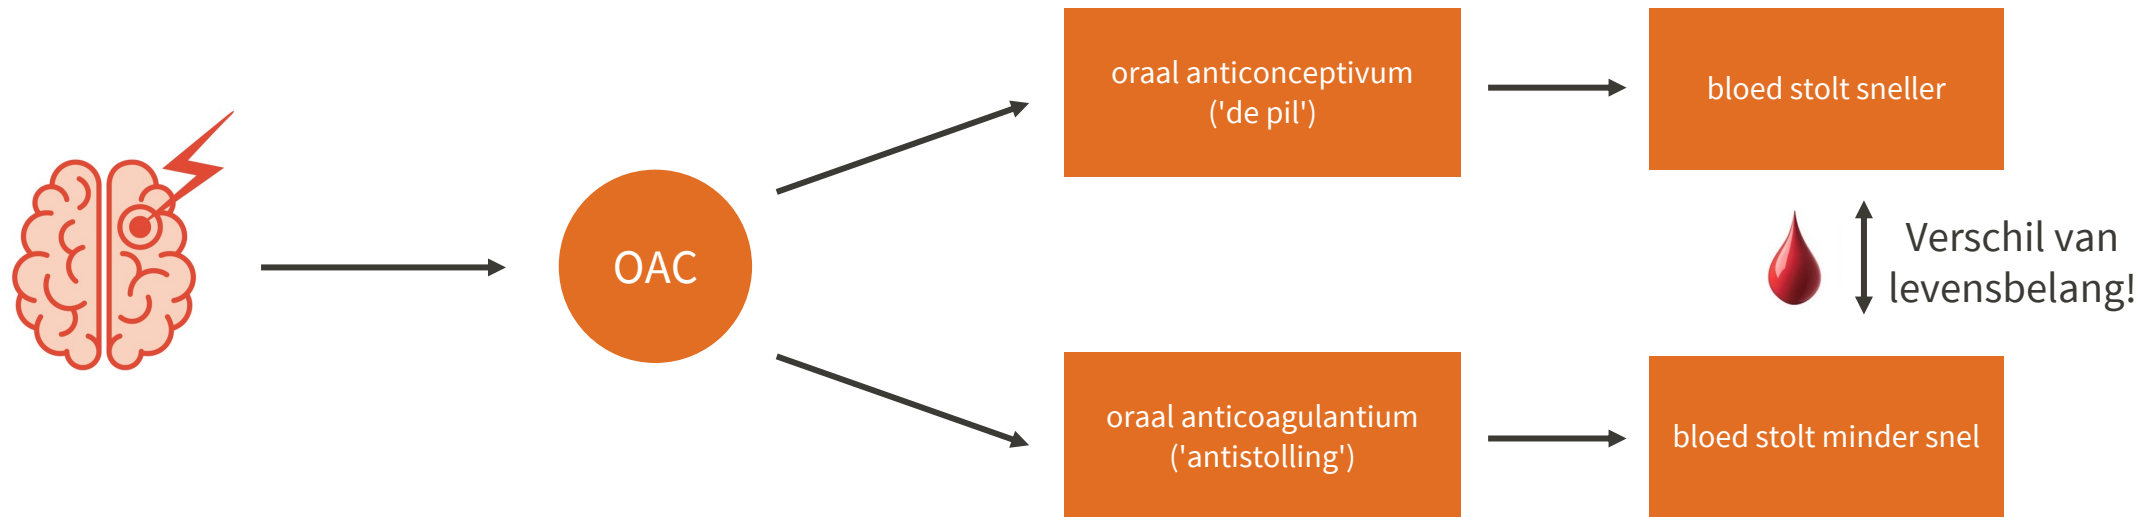 OAC
oraal anticonceptivum
('de pil')
bloed stolt sneller
Verschil van
levensbelang!
oraal anticoagulantium
('antistolling')
bloed stolt minder snel